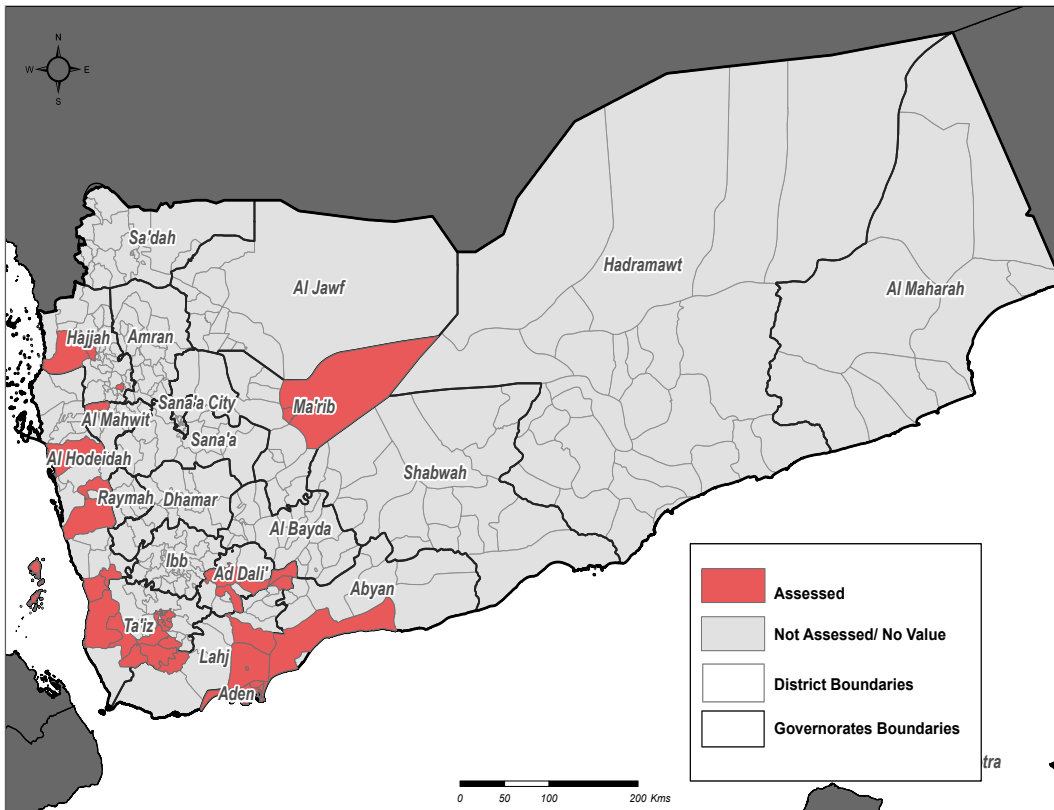 N
W E
S
Sa'dah
Hadramawt
Al Jawf
Al Maharah
Hajjah
Amran
Ma'rib
Sana'a City
Al Mahwit
Sana'a
Al Hodeidah
Shabwah
Raymah
Dhamar
Al Bayda
Ibb
Ad Dali'
Abyan
Ta'iz
Lahj
Aden
Assessed
Not Assessed/ No Value
District Boundaries
Governorates Boundaries
tra
0 50 100 200 Kms